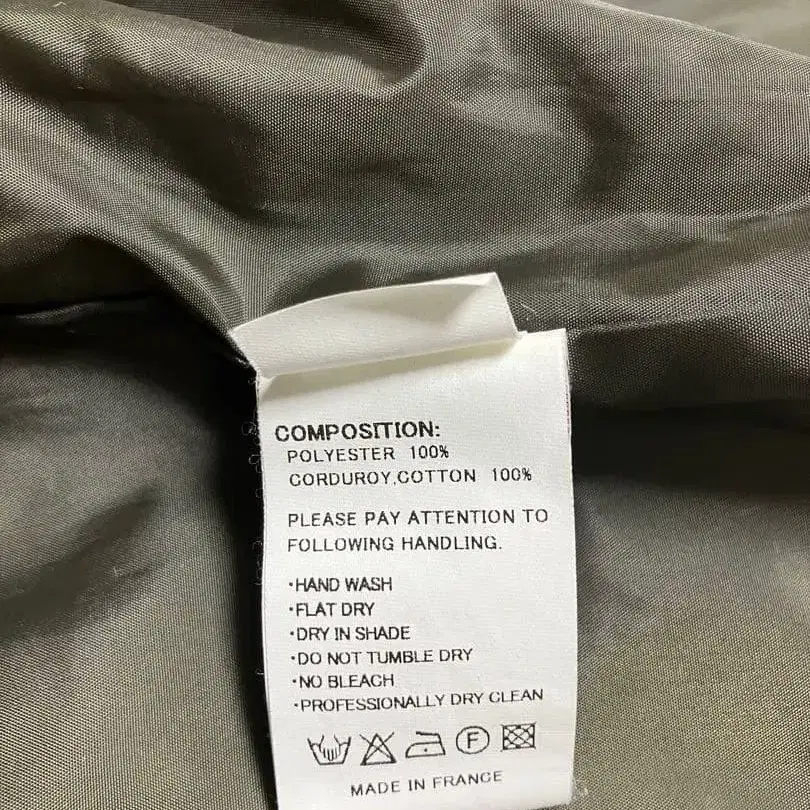 COMPOSITION:
POLYESTER 100%
CORDUROY,COTTON 100%
PLEASE PAY ATTENTION TO
FOLLOWING HANDLING.
·HAND WASH
·FLAT DRY
·DRY IN SHADE
·DO NOT TUMBLE DRY
·NO BLEACH
·PROFESSIONALLY DRY CLEAN
F
MADE IN FRANCE